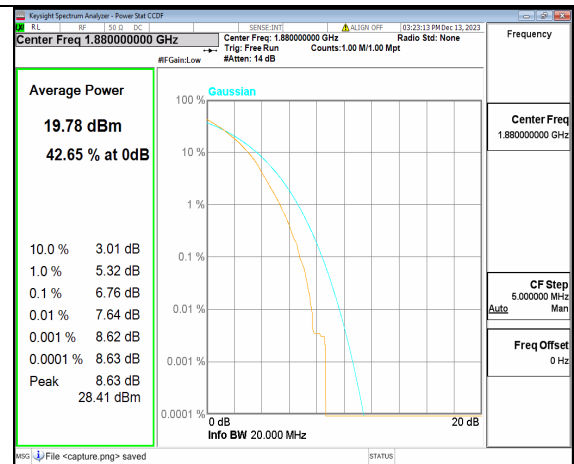 Keysight Spectrum Analyzer - Power Stat CCDF
RL RF 50 Ω DC SENSE:INT ALIGN OFF 03:23:13 PM Dec 13, 2023
Center Freq 1.880000000 GHz
Center Freq: 1.880000000 GHz Radio Std: None
Trig: Free Run Counts:1.00 M/1.00 Mpt
#IFGain:Low #Atten: 14 dB
Frequency
Average Power
19.78 dBm
42.65 % at 0dB
10.0 % 3.01 dB
1.0 % 5.32 dB
0.1 % 6.76 dB
0.01 % 7.64 dB
0.001 % 8.62 dB
0.0001 % 8.63 dB
Peak 8.63 dB
28.41 dBm
Gaussian
100 %
10 %
1 %
0.1 %
0.01 %
0.001 %
0.0001 %
0 dB 20 dB
Info BW 20.000 MHz
Center Freq
1.880000000 GHz
CF Step
5.000000 MHz
Auto Man
Freq Offset
0 Hz
MSG File <capture.png> saved STATUS